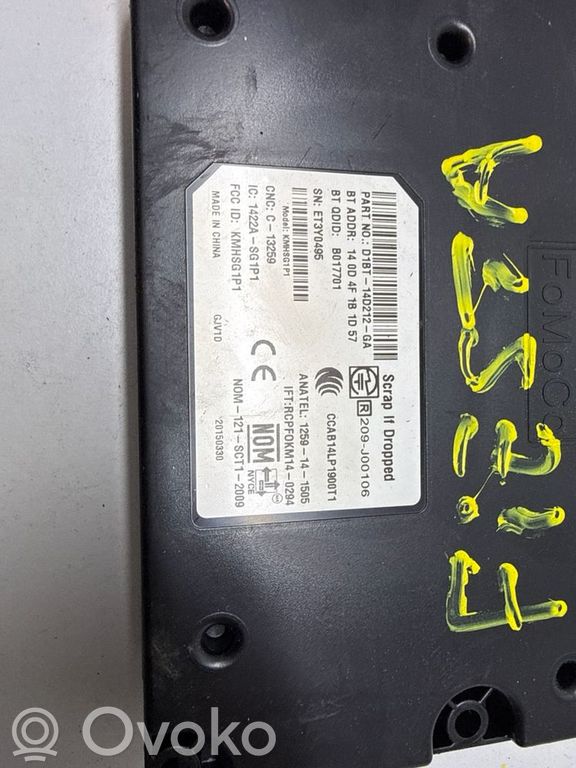 PART NO.: D1BT-14D212-GA
BT ADDR: 14 0D 4F 1B 1D 57
BT QDID: B017701
SN: ET3Y0495
Model: KMHSG1P1
CNC: C-13259
IC: 1422A-SG1P1
FCC ID: KMHSG1P1
MADE IN CHINA
GJV1D
Scrap If Dropped
R 209-J00106
CCAB14LP1900T1
ANATEL: 1259-14-1505
IFT:RCPFOKM14-0294
CE
NOM
NYCE
NOM-121-SCT1-2009
20150330
FoMoCo
Ovoko